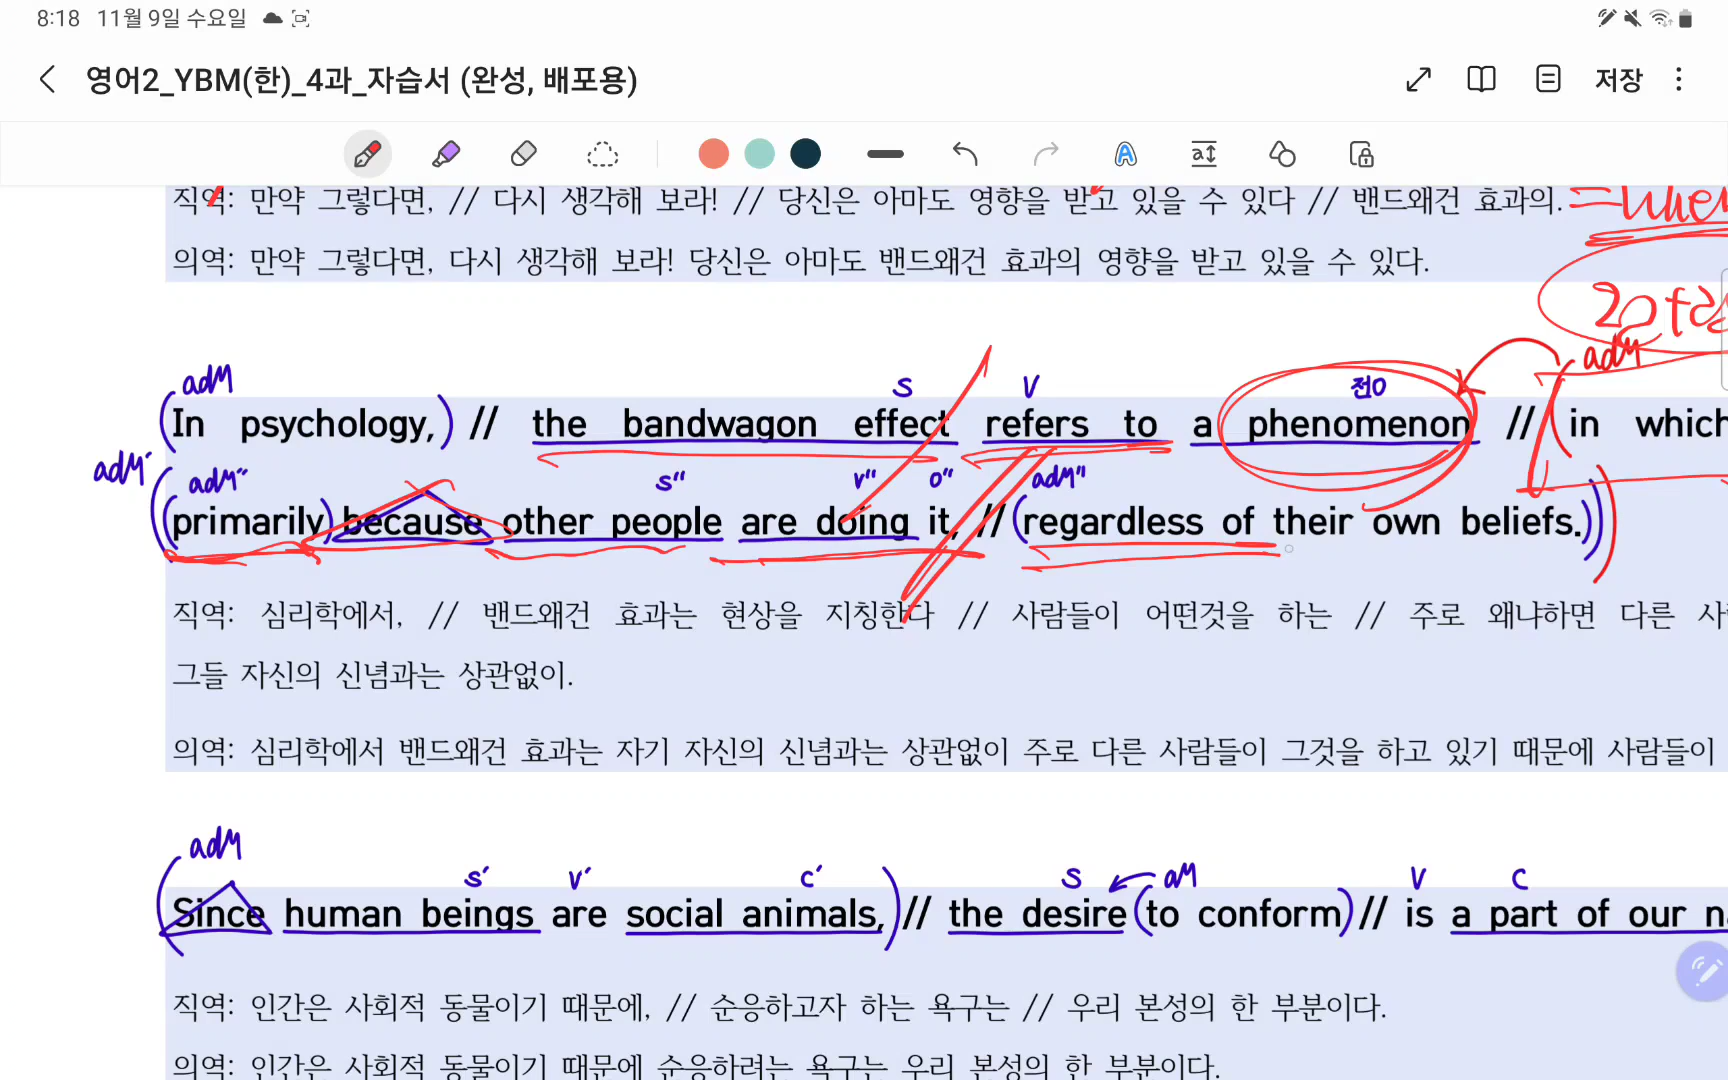 8:18 11월 9일 수요일
영어2_YBM(한)_4과_자습서 (완성, 배포용)
저장
직역: 만약 그렇다면, // 다시 생각해 보라! // 당신은 아마도 영향을 받고 있을 수 있다 // 밴드왜건 효과의.
의역: 만약 그렇다면, 다시 생각해 보라! 당신은 아마도 밴드왜건 효과의 영향을 받고 있을 수 있다.
adM S V 전O adM
(In psychology,) // the bandwagon effect refers to a phenomenon // (in which
adM' adM" s" v" o" adM"
((primarily) because other people are doing it, // (regardless of their own beliefs.))
직역: 심리학에서, // 밴드왜건 효과는 현상을 지칭한다 // 사람들이 어떤것을 하는 // 주로 왜냐하면 다른
그들 자신의 신념과는 상관없이.
의역: 심리학에서 밴드왜건 효과는 자기 자신의 신념과는 상관없이 주로 다른 사람들이 그것을 하고 있기 때문에 사람들이
adM s' v' c' S aM V C
(Since human beings are social animals,) // the desire (to conform) // is a part of our
직역: 인간은 사회적 동물이기 때문에, // 순응하고자 하는 욕구는 // 우리 본성의 한 부분이다.
의역: 인간은 사회적 동물이기 때문에 순응하려는 욕구는 우리 본성의 한 부분이다.